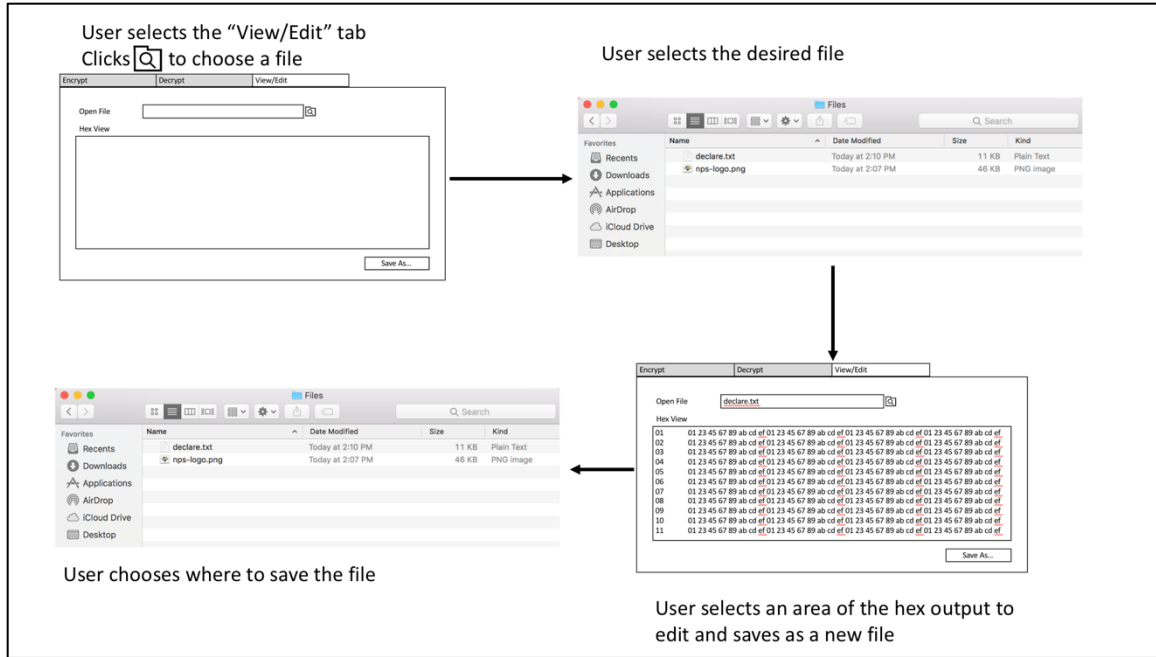 User selects the “View/Edit” tab
Clicks to choose a file
Encrypt Decrypt View/Edit
Open File
Hex View
Save As...
User selects the desired file
Files
Search
Favorites Name Date Modified Size Kind
Recents declare.txt Today at 2:10 PM 11 KB Plain Text
Downloads nps-logo.png Today at 2:07 PM 46 KB PNG image
Applications
AirDrop
iCloud Drive
Desktop
Encrypt Decrypt View/Edit
Open File declare.txt
Hex View
01 01 23 45 67 89 ab cd ef 01 23 45 67 89 ab cd ef 01 23 45 67 89 ab cd ef 01 23 45 67 89 ab cd ef
02 01 23 45 67 89 ab cd ef 01 23 45 67 89 ab cd ef 01 23 45 67 89 ab cd ef 01 23 45 67 89 ab cd ef
03 01 23 45 67 89 ab cd ef 01 23 45 67 89 ab cd ef 01 23 45 67 89 ab cd ef 01 23 45 67 89 ab cd ef
04 01 23 45 67 89 ab cd ef 01 23 45 67 89 ab cd ef 01 23 45 67 89 ab cd ef 01 23 45 67 89 ab cd ef
05 01 23 45 67 89 ab cd ef 01 23 45 67 89 ab cd ef 01 23 45 67 89 ab cd ef 01 23 45 67 89 ab cd ef
06 01 23 45 67 89 ab cd ef 01 23 45 67 89 ab cd ef 01 23 45 67 89 ab cd ef 01 23 45 67 89 ab cd ef
07 01 23 45 67 89 ab cd ef 01 23 45 67 89 ab cd ef 01 23 45 67 89 ab cd ef 01 23 45 67 89 ab cd ef
08 01 23 45 67 89 ab cd ef 01 23 45 67 89 ab cd ef 01 23 45 67 89 ab cd ef 01 23 45 67 89 ab cd ef
09 01 23 45 67 89 ab cd ef 01 23 45 67 89 ab cd ef 01 23 45 67 89 ab cd ef 01 23 45 67 89 ab cd ef
10 01 23 45 67 89 ab cd ef 01 23 45 67 89 ab cd ef 01 23 45 67 89 ab cd ef 01 23 45 67 89 ab cd ef
11 01 23 45 67 89 ab cd ef 01 23 45 67 89 ab cd ef 01 23 45 67 89 ab cd ef 01 23 45 67 89 ab cd ef
Save As...
User selects an area of the hex output to
edit and saves as a new file
Files
Search
Favorites Name Date Modified Size Kind
Recents declare.txt Today at 2:10 PM 11 KB Plain Text
Downloads nps-logo.png Today at 2:07 PM 46 KB PNG image
Applications
AirDrop
iCloud Drive
Desktop
User chooses where to save the file